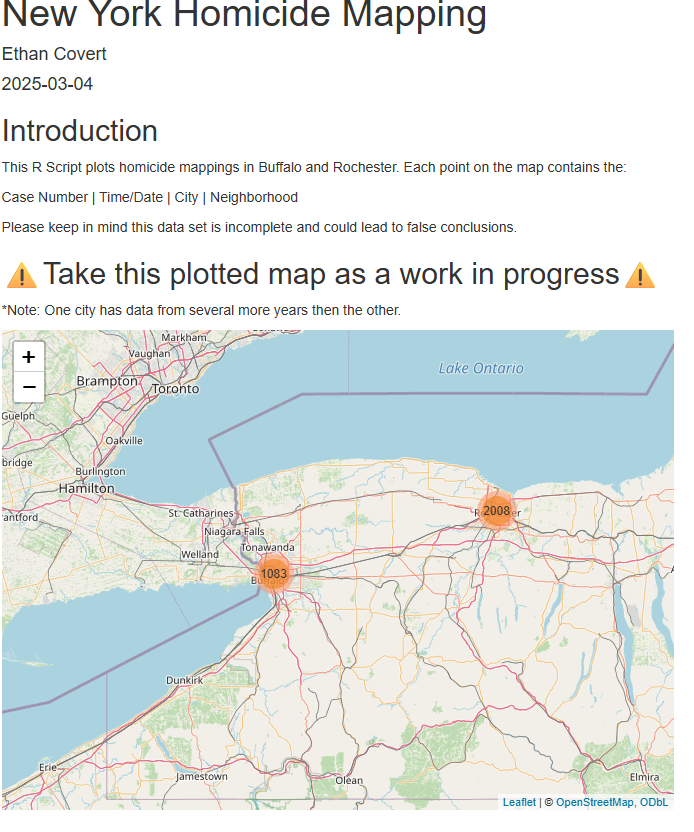 New York Homicide Mapping
Ethan Covert
2025-03-04
Introduction
This R Script plots homicide mappings in Buffalo and Rochester. Each point on the map contains the:
Case Number | Time/Date | City | Neighborhood
Please keep in mind this data set is incomplete and could lead to false conclusions.
⚠️ Take this plotted map as a work in progress ⚠️
*Note: One city has data from several more years then the other.
+
−
Markham
Vaughan
Brampton
Toronto
Lake Ontario
Guelph
Oakville
bridge
Burlington
Hamilton
antford
St. Catharines
2008
Niagara Falls
Welland
Tonawanda
1083
Dunkirk
Erie
Jamestown
Olean
Elmira
Leaflet | © OpenStreetMap, ODbL